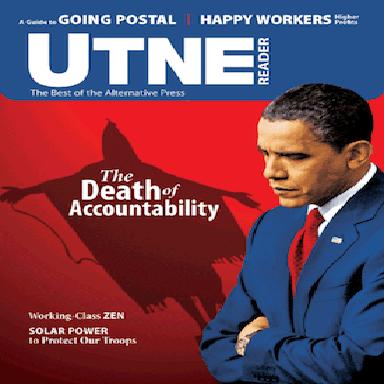 A Guide to GOING POSTAL | HAPPY WORKERS Higher Profits
UTNE
READER
The Best of the Alternative Press
The
Death of
Accountability
Working-Class ZEN
SOLAR POWER
to Protect Our Troops